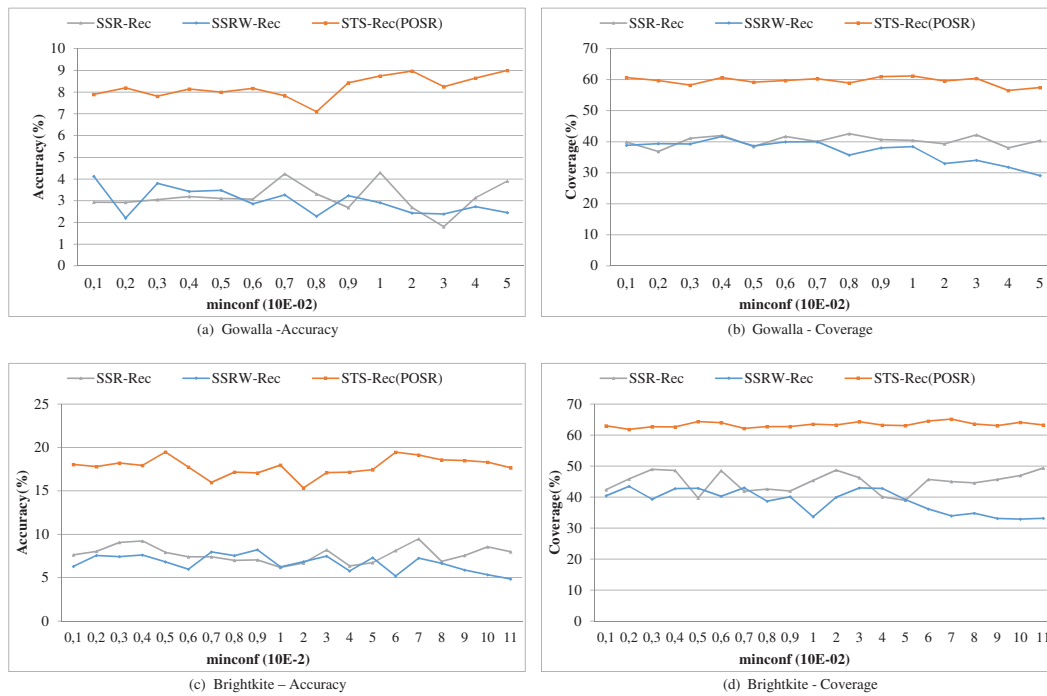 SSR-Rec SSRW-Rec STS-Rec(POSR)
10
9
8
7
6
5
4
3
2
1
0
Accuracy(%)
0,1 0,2 0,3 0,4 0,5 0,6 0,7 0,8 0,9 1 2 3 4 5
minconf (10E-02)
(a) Gowalla -Accuracy
SSR-Rec SSRW-Rec STS-Rec(POSR)
70
60
50
40
30
20
10
0
Coverage(%)
0,1 0,2 0,3 0,4 0,5 0,6 0,7 0,8 0,9 1 2 3 4 5
minconf (10E-02)
(b) Gowalla - Coverage
SSR-Rec SSRW-Rec STS-Rec(POSR)
25
20
15
10
5
0
Accuracy(%)
0,1 0,2 0,3 0,4 0,5 0,6 0,7 0,8 0,9 1 2 3 4 5 6 7 8 9 10 11
minconf (10E-2)
(c) Brightkite – Accuracy
SSR-Rec SSRW-Rec STS-Rec(POSR)
70
60
50
40
30
20
10
0
Coverage(%)
0,1 0,2 0,3 0,4 0,5 0,6 0,7 0,8 0,9 1 2 3 4 5 6 7 8 9 10 11
minconf (10E-02)
(d) Brightkite - Coverage